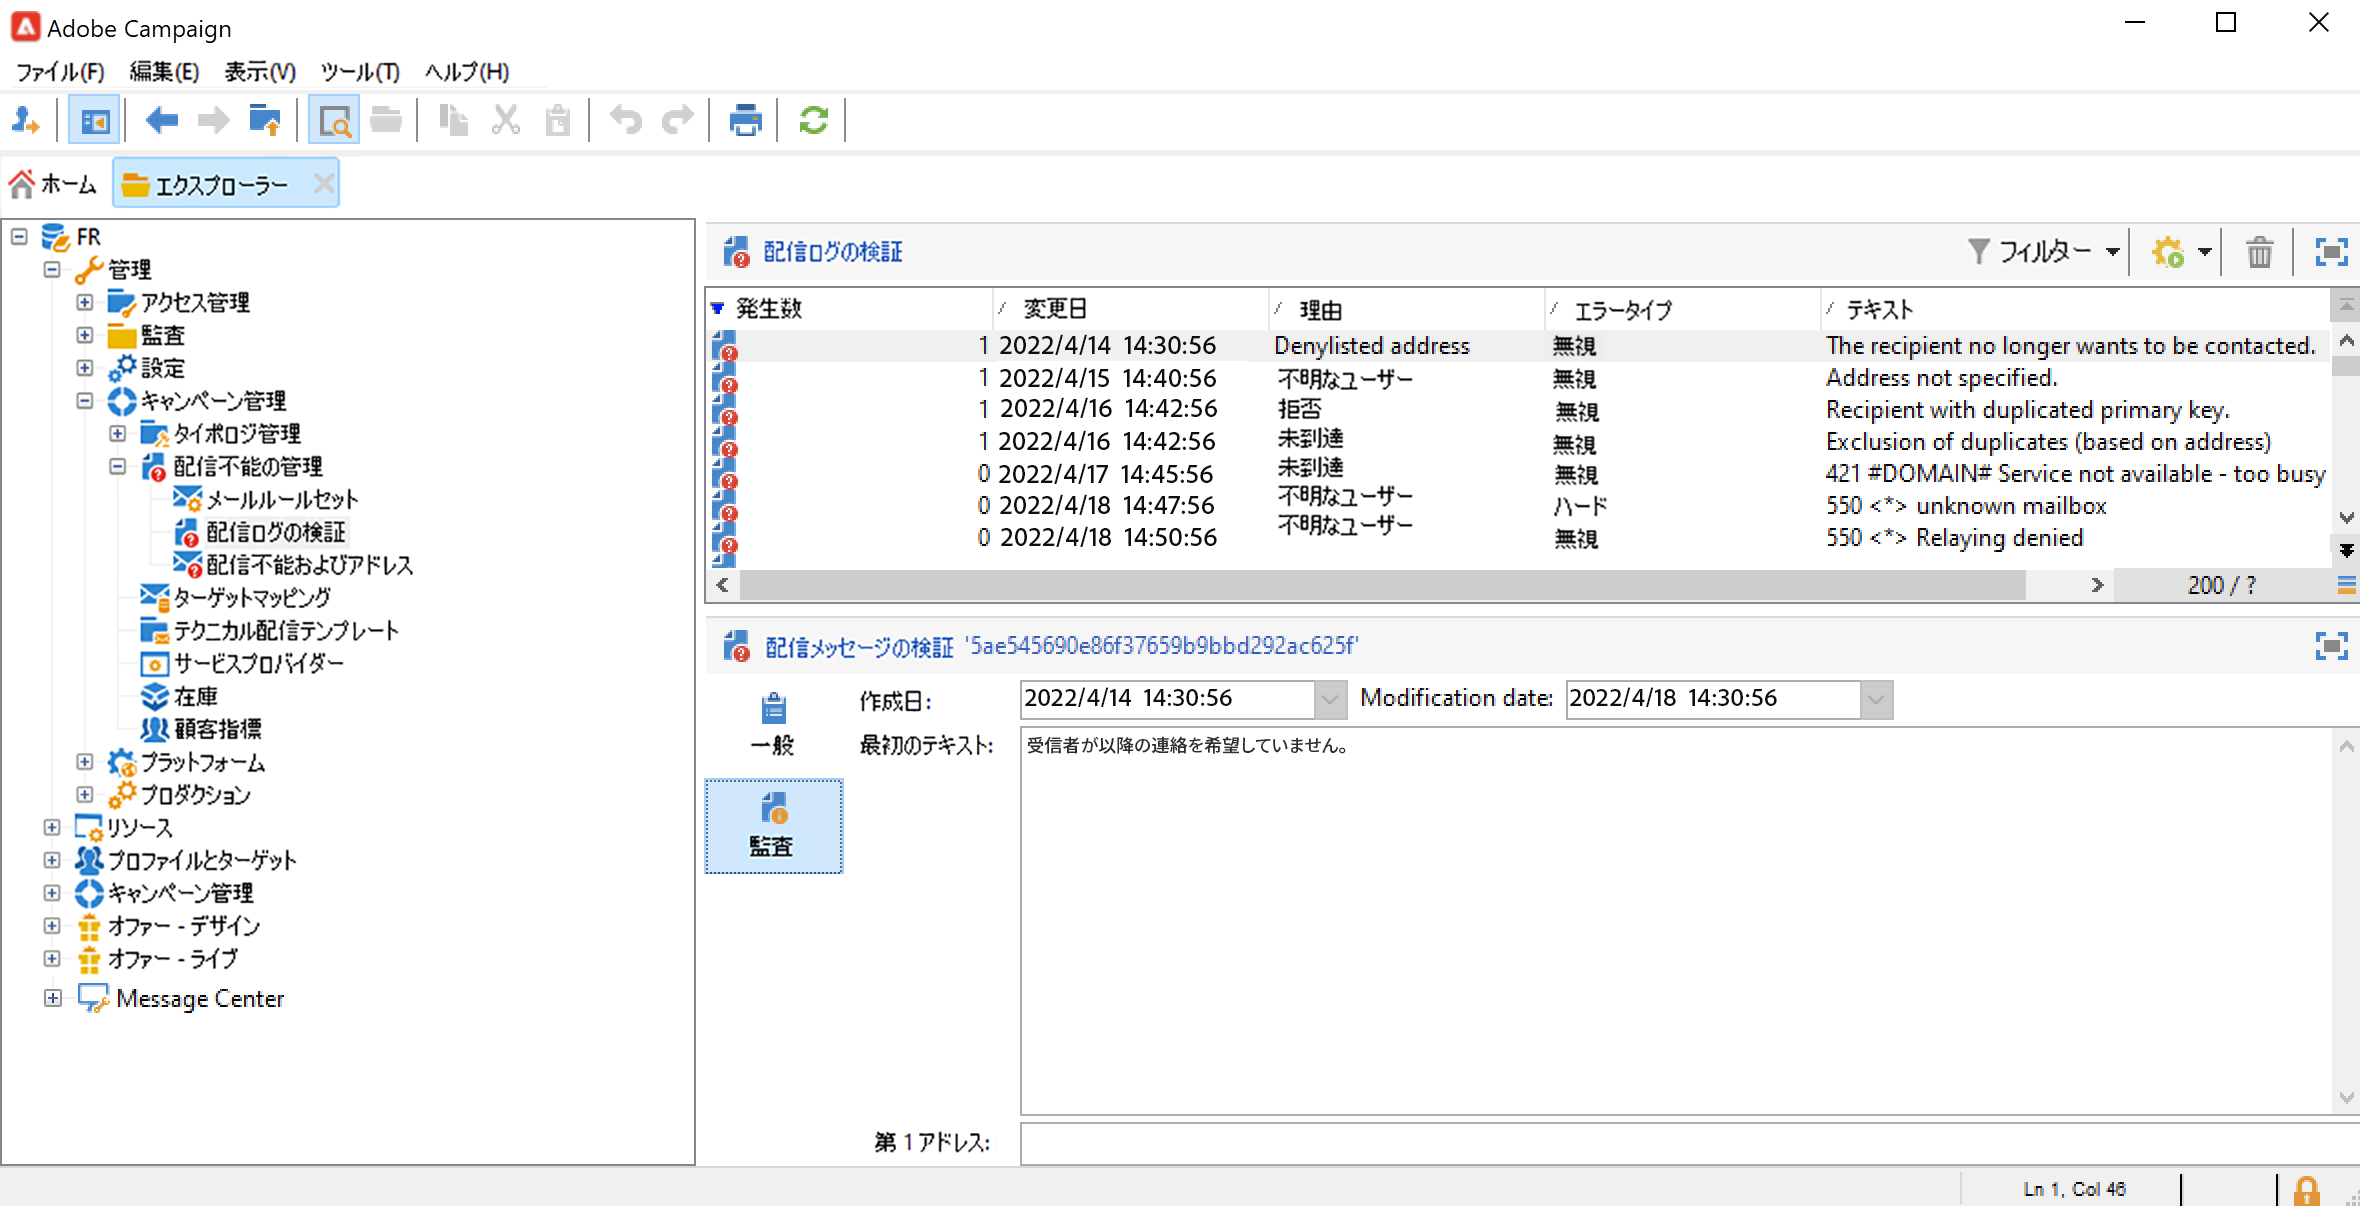 Adobe Campaign
ファイル(F) 編集(E) 表示(V) ツール(T) ヘルプ(H)
ホーム エクスプローラー
FR
管理
アクセス管理
監査
設定
キャンペーン管理
タイポロジ管理
配信不能の管理
メールルールセット
配信ログの検証
配信不能およびアドレス
ターゲットマッピング
テクニカル配信テンプレート
サービスプロバイダー
在庫
顧客指標
プラットフォーム
プロダクション
リソース
プロファイルとターゲット
キャンペーン管理
オファー - デザイン
オファー - ライブ
Message Center
配信ログの検証 フィルター
発生数 変更日 理由 エラータイプ テキスト
1 2022/4/14 14:30:56 Denylisted address 無視 The recipient no longer wants to be contacted.
1 2022/4/15 14:40:56 不明なユーザー 無視 Address not specified.
1 2022/4/16 14:42:56 拒否 無視 Recipient with duplicated primary key.
1 2022/4/16 14:42:56 未到達 無視 Exclusion of duplicates (based on address)
0 2022/4/17 14:45:56 未到達 無視 421 #DOMAIN# Service not available - too busy
0 2022/4/18 14:47:56 不明なユーザー ハード 550 <*> unknown mailbox
0 2022/4/18 14:50:56 不明なユーザー 無視 550 <*> Relaying denied
200 / ?
配信メッセージの検証 '5ae545690e86f37659b9bbd292ac625f'
一般
監査
作成日: 2022/4/14 14:30:56 Modification date: 2022/4/18 14:30:56
最初のテキスト: 受信者が以降の連絡を希望していません。
第 1 アドレス:
Ln 1, Col 46